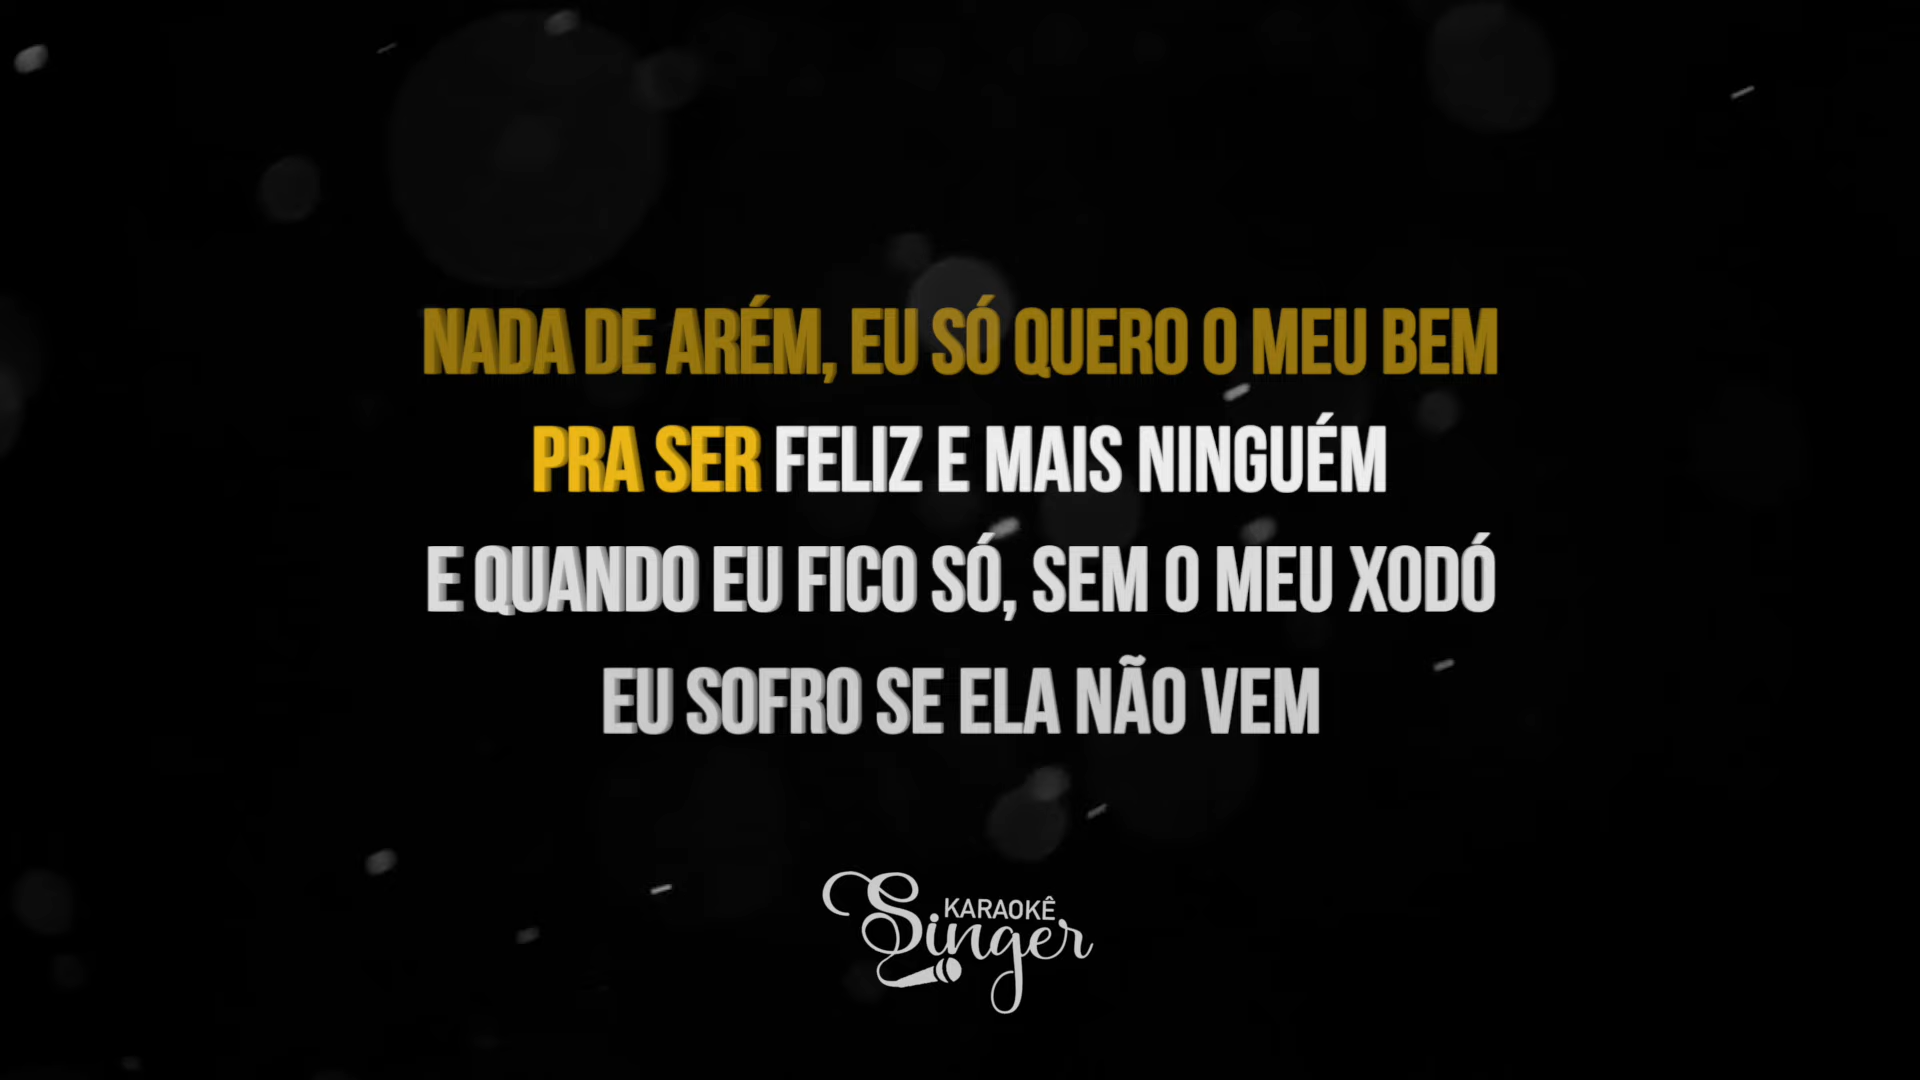 NADA DE ARÉM, EU SÓ QUERO O MEU BEM
PRA SER FELIZ E MAIS NINGUÉM
E QUANDO EU FICO SÓ, SEM O MEU XODÓ
EU SOFRO SE ELA NÃO VEM
KARAOKÊ
Singer